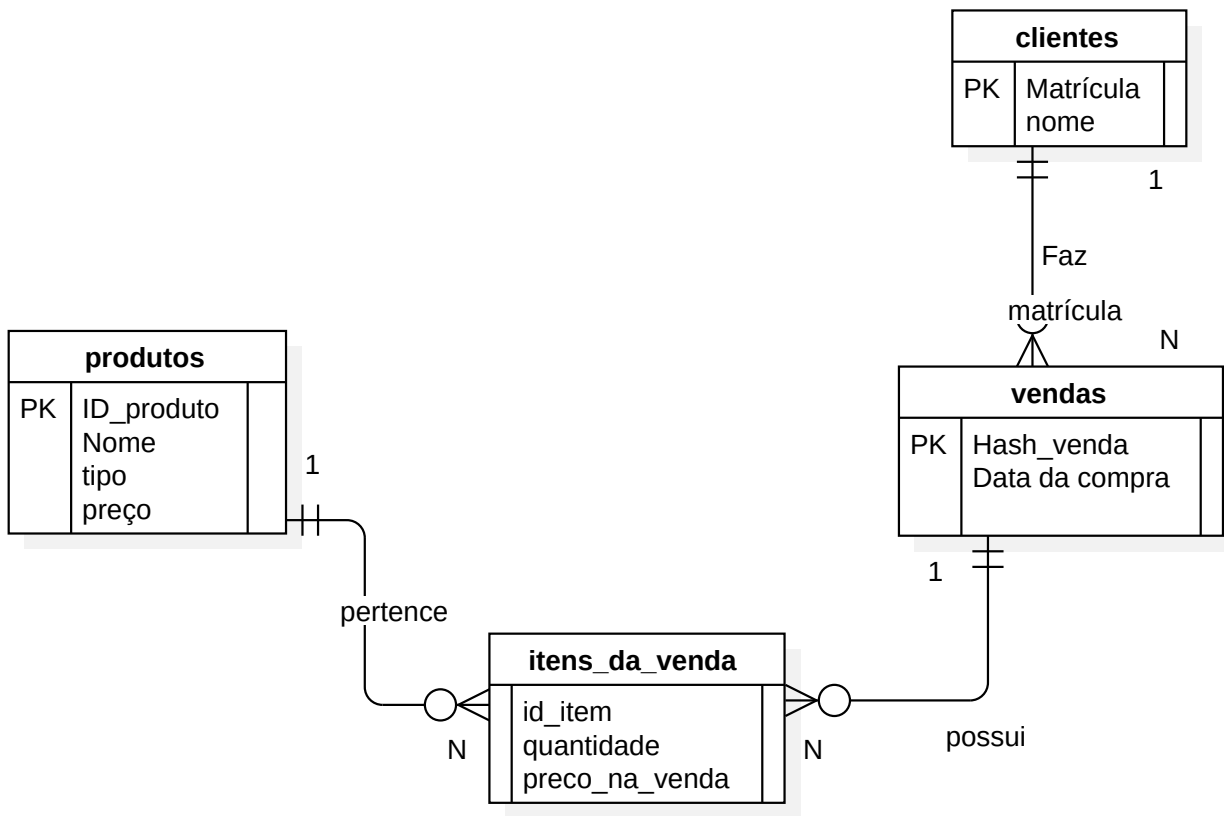 clientes
PK Matrícula
nome
1
Faz
matrícula
N
produtos
PK ID_produto
Nome
tipo
preço
1
vendas
PK Hash_venda
Data da compra
1
pertence
itens_da_venda
id_item
quantidade
preco_na_venda
N
N
possui